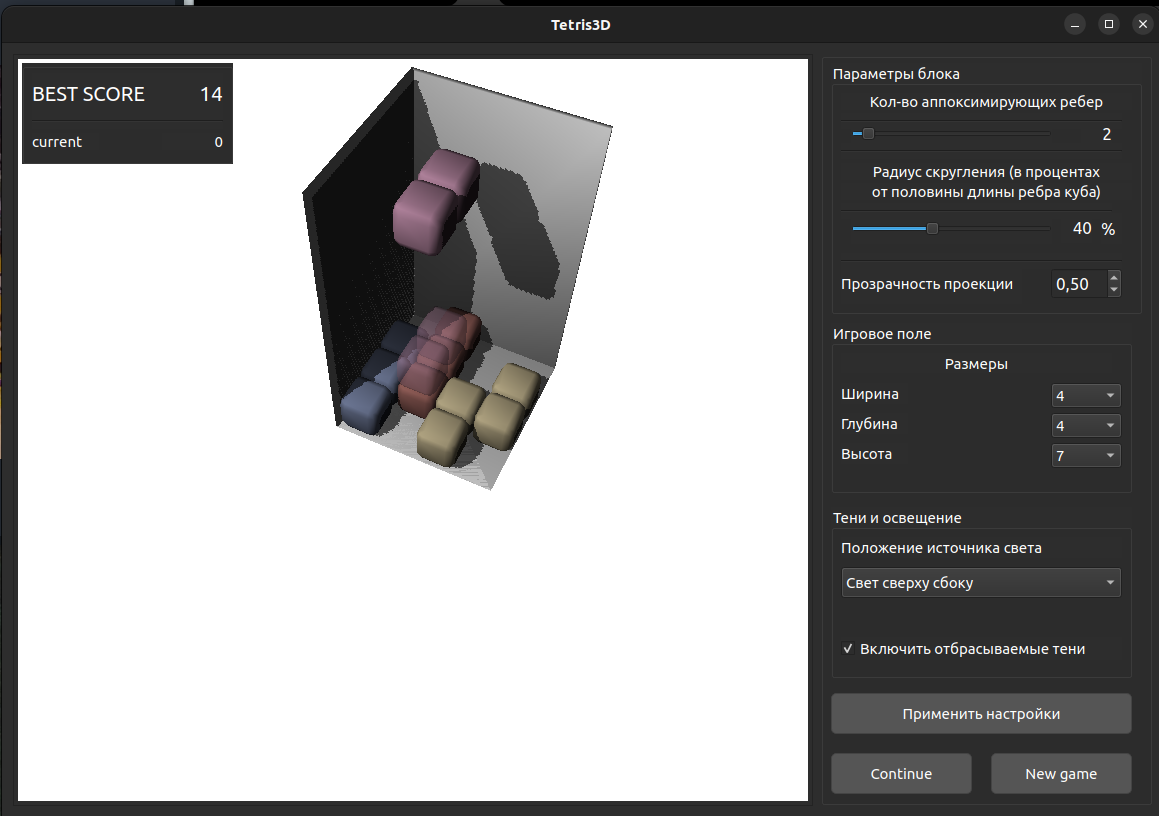 Tetris3D
BEST SCORE 14
current 0
Параметры блока
Кол-во аппоксимирующих ребер
2
Радиус скругления (в процентах
от половины длины ребра куба)
40 %
Прозрачность проекции 0,50
Игровое поле
Размеры
Ширина 4
Глубина 4
Высота 7
Тени и освещение
Положение источника света
Свет сверху сбоку
Включить отбрасываемые тени
Применить настройки
Continue New game